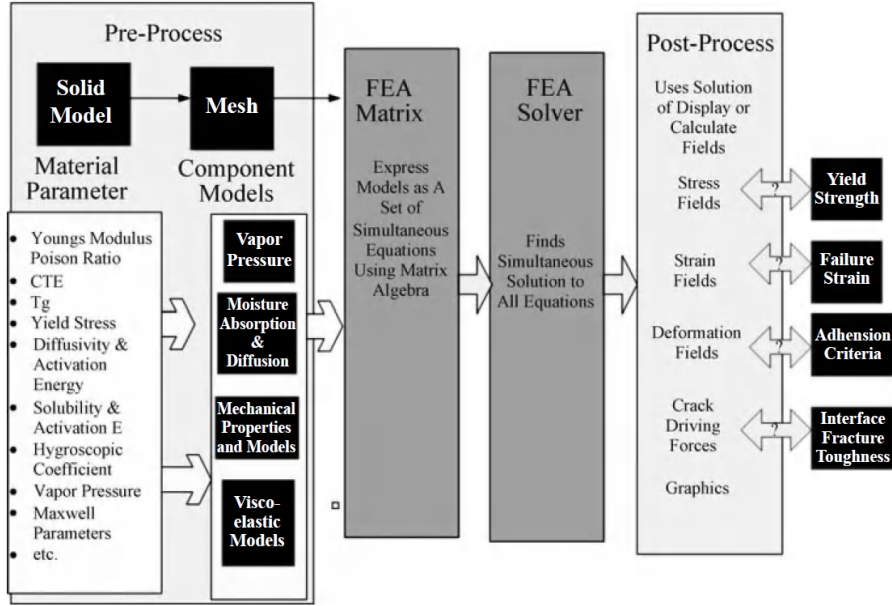 Pre-Process
Solid
Model
Mesh
Material
Parameter
Component
Models
• Youngs Modulus
Poison Ratio
• CTE
• Tg
• Yield Stress
• Diffusivity &
Activation
Energy
• Solubility &
Activation E
• Hygroscopic
Coefficient
• Vapor Pressure
• Maxwell
Parameters
• etc.
Vapor
Pressure
Moisture
Absorption
&
Diffusion
Mechanical
Properties
and Models
Visco-
elastic
Models
FEA
Matrix
Express
Models as A
Set of
Simultaneous
Equations
Using Matrix
Algebra
FEA
Solver
Finds
Simultaneous
Solution to
All Equations
Post-Process
Uses Solution
of Display or
Calculate
Fields
Stress
Fields
?
Yield
Strength
Strain
Fields
?
Failure
Strain
Deformation
Fields
?
Adhension
Criteria
Crack
Driving
Forces
?
Interface
Fracture
Toughness
Graphics